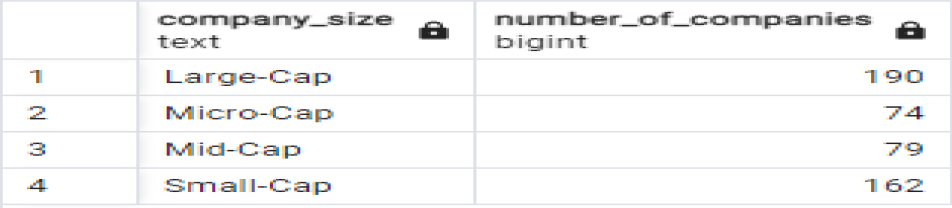 company_size number_of_companies
text bigint
1 Large-Cap 190
2 Micro-Cap 74
3 Mid-Cap 79
4 Small-Cap 162